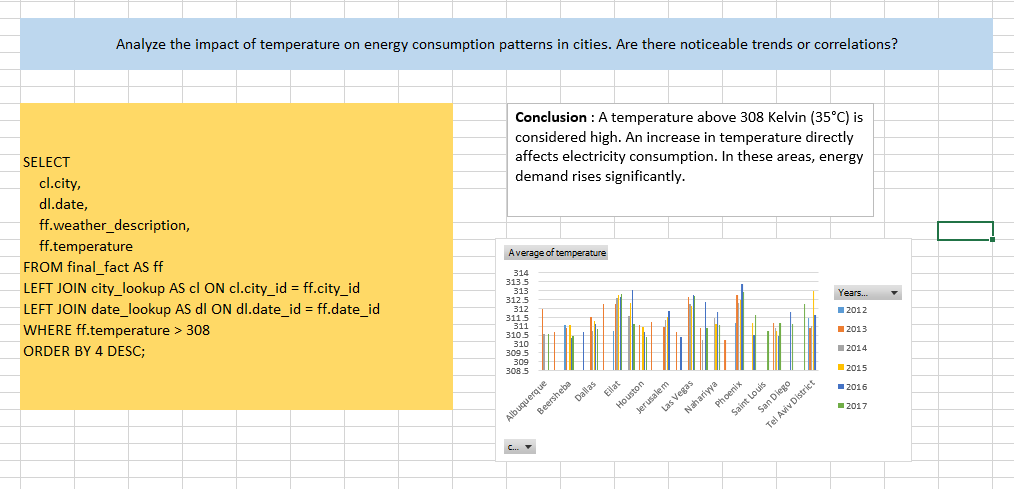 Analyze the impact of temperature on energy consumption patterns in cities. Are there noticeable trends or correlations?
SELECT
cl.city,
dl.date,
ff.weather_description,
ff.temperature
FROM final_fact AS ff
LEFT JOIN city_lookup AS cl ON cl.city_id = ff.city_id
LEFT JOIN date_lookup AS dl ON dl.date_id = ff.date_id
WHERE ff.temperature > 308
ORDER BY 4 DESC;
Conclusion : A temperature above 308 Kelvin (35°C) is
considered high. An increase in temperature directly
affects electricity consumption. In these areas, energy
demand rises significantly.
Average of temperature
314
313.5
313
312.5
312
311.5
311
310.5
310
309.5
309
308.5
Albuquerque
Beersheba
Dallas
Eilat
Houston
Jerusalem
Las Vegas
Nahariyya
Phoenix
Saint Louis
San Diego
Tel Aviv District
Years...
2012
2013
2014
2015
2016
2017
c...